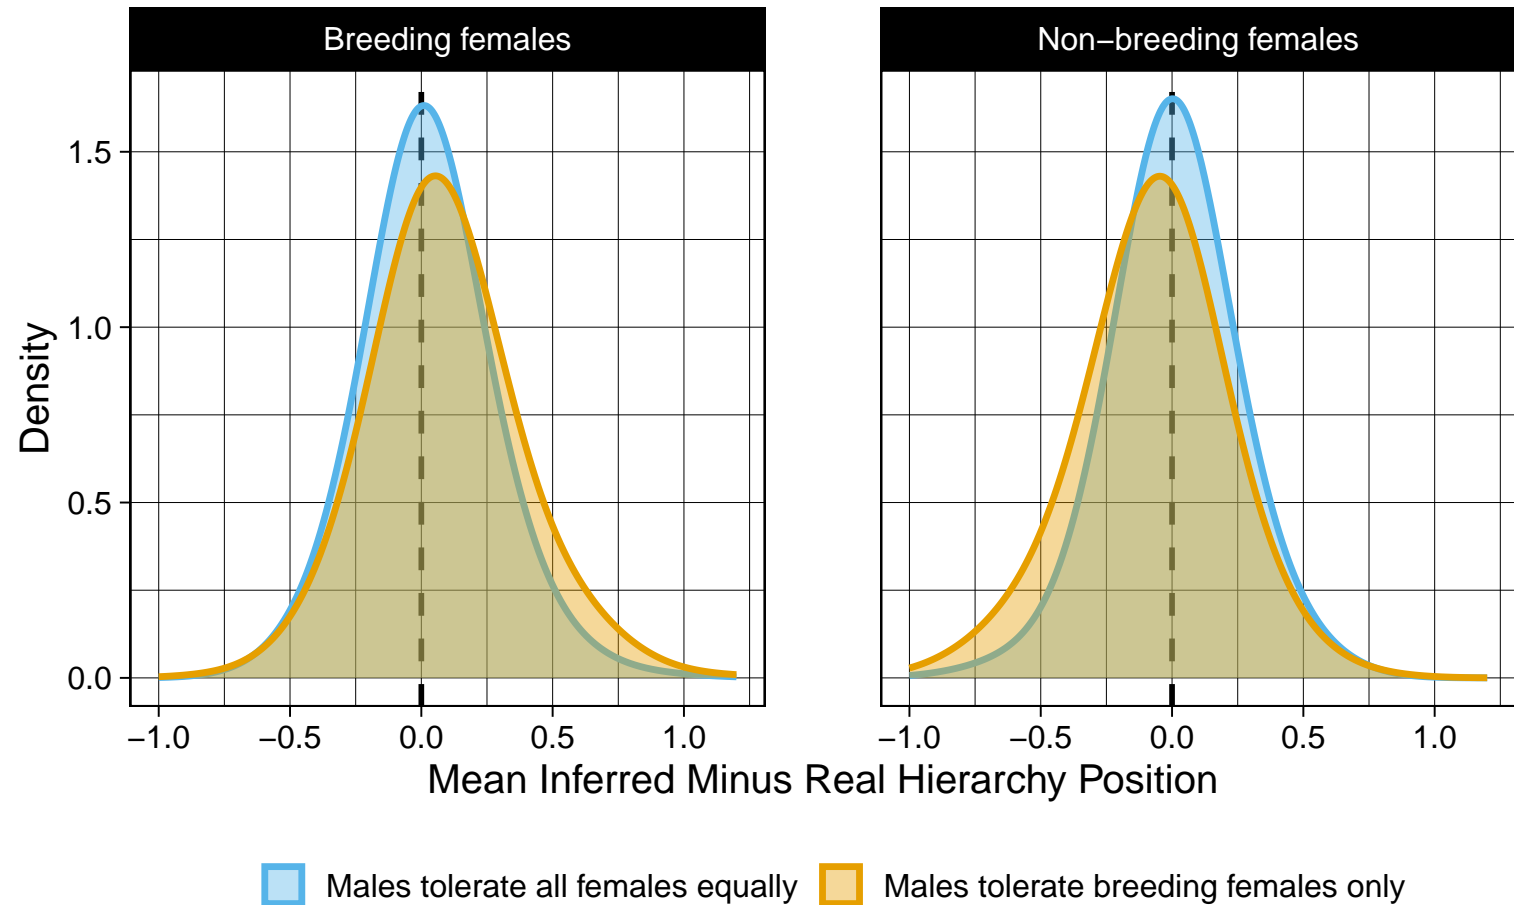 Breeding females
Non−breeding females
Density
1.5
1.0
0.5
0.0
−1.0 −0.5 0.0 0.5 1.0
−1.0 −0.5 0.0 0.5 1.0
Mean Inferred Minus Real Hierarchy Position
Males tolerate all females equally
Males tolerate breeding females only